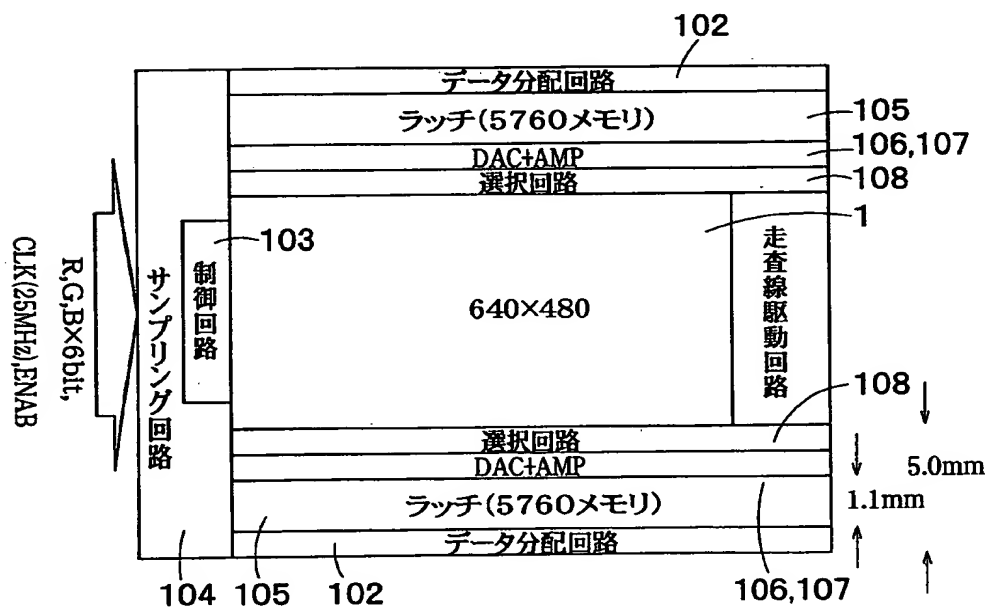 102
データ分配回路
ラッチ(5760メモリ)
105
DAC+AMP
106,107
選択回路
108
1
103
R,G,B×6bit,
CLK(25MHz),ENAB
サンプリング回路
制御回路
640×480
走査線駆動回路
108
選択回路
DAC+AMP
5.0mm
ラッチ(5760メモリ)
1.1mm
データ分配回路
104
105
102
106,107